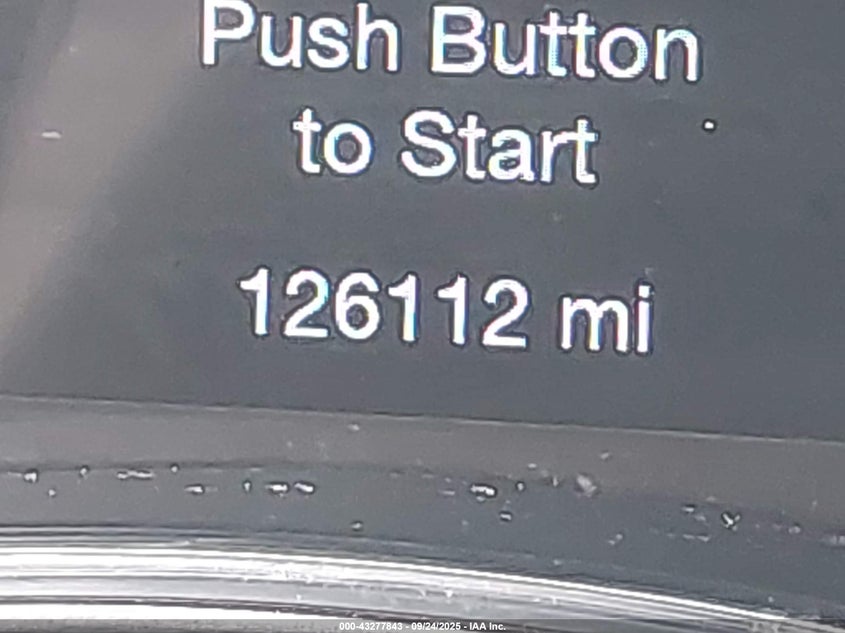 Push Button
to Start
126112 mi
000-43277843 - 09/24/2025 - IAA Inc.